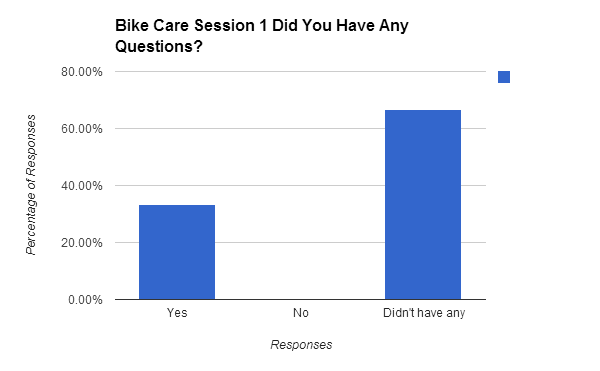 Bike Care Session 1 Did You Have Any
Questions?
80.00%
60.00%
40.00%
20.00%
0.00%
Percentage of Responses
Yes
No
Didn't have any
Responses